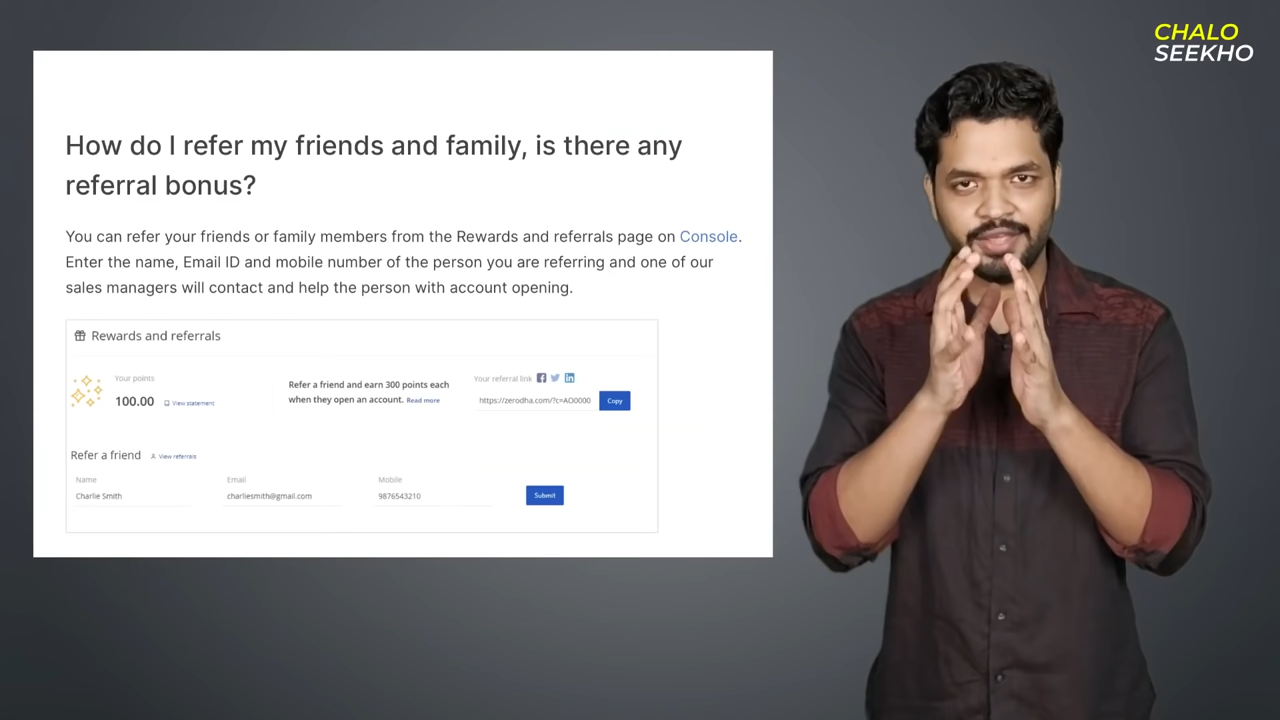 CHALO
SEEKHO
How do I refer my friends and family, is there any
referral bonus?
You can refer your friends or family members from the Rewards and referrals page on Console.
Enter the name, Email ID and mobile number of the person you are referring and one of our
sales managers will contact and help the person with account opening.
Rewards and referrals
Your points
100.00 View statement
Refer a friend and earn 300 points each
when they open an account. Read more
Your referral link
https://zerodha.com/?c=AO0000 Copy
Refer a friend View referrals
Name Email Mobile
Charlie Smith charliesmith@gmail.com 9876543210 Submit